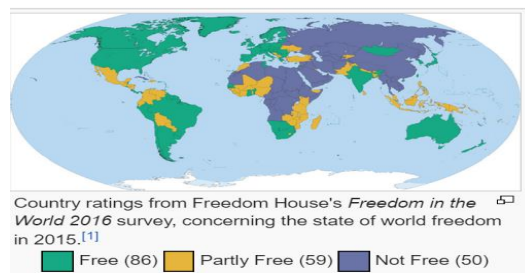 Country ratings from Freedom House's Freedom in the
World 2016 survey, concerning the state of world freedom
in 2015.[1]
Free (86) Partly Free (59) Not Free (50)